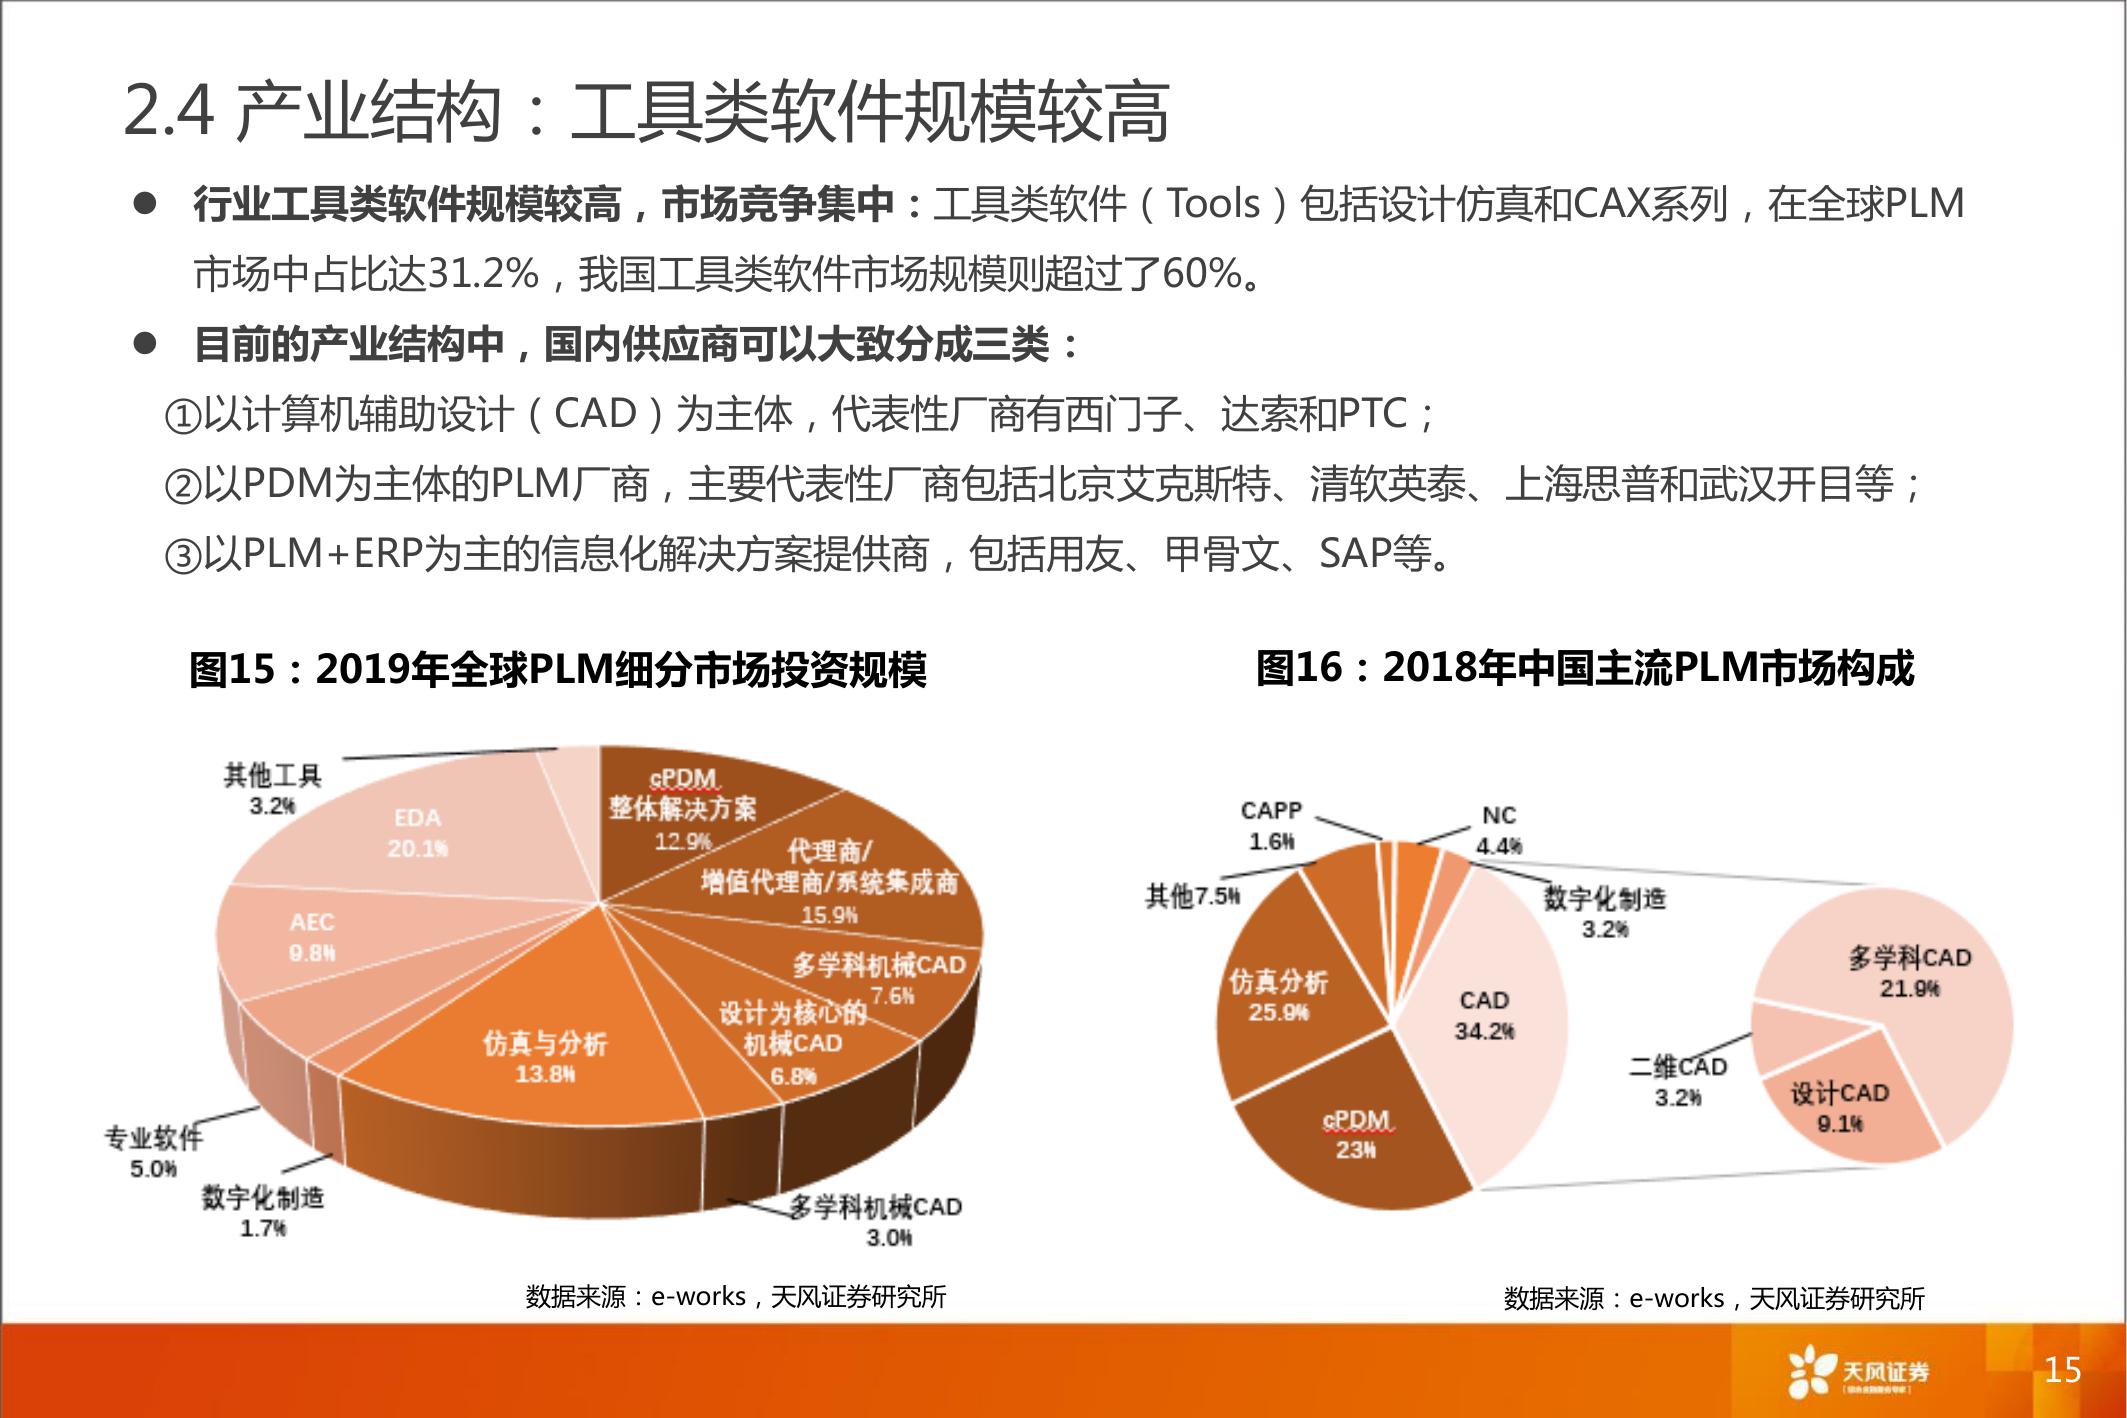 2.4 产业结构：工具类软件规模较高
● 行业工具类软件规模较高，市场竞争集中：工具类软件（Tools）包括设计仿真和CAX系列，在全球PLM
市场中占比达31.2%，我国工具类软件市场规模则超过了60%。
● 目前的产业结构中，国内供应商可以大致分成三类：
①以计算机辅助设计（CAD）为主体，代表性厂商有西门子、达索和PTC；
②以PDM为主体的PLM厂商，主要代表性厂商包括北京艾克斯特、清软英泰、上海思普和武汉开目等；
③以PLM+ERP为主的信息化解决方案提供商，包括用友、甲骨文、SAP等。
图15：2019年全球PLM细分市场投资规模
其他工具
3.2%
EDA
20.1%
cPDM
整体解决方案
12.9%
代理商/
增值代理商/系统集成商
15.9%
AEC
9.8%
多学科机械CAD
7.6%
设计为核心的
机械CAD
6.8%
仿真与分析
13.8%
专业软件
5.0%
数字化制造
1.7%
多学科机械CAD
3.0%
数据来源：e-works，天风证券研究所
图16：2018年中国主流PLM市场构成
CAPP
1.6%
NC
4.4%
其他7.5%
数字化制造
3.2%
仿真分析
25.9%
CAD
34.2%
cPDM
23%
多学科CAD
21.9%
二维CAD
3.2%
设计CAD
9.1%
数据来源：e-works，天风证券研究所
天风证券
15